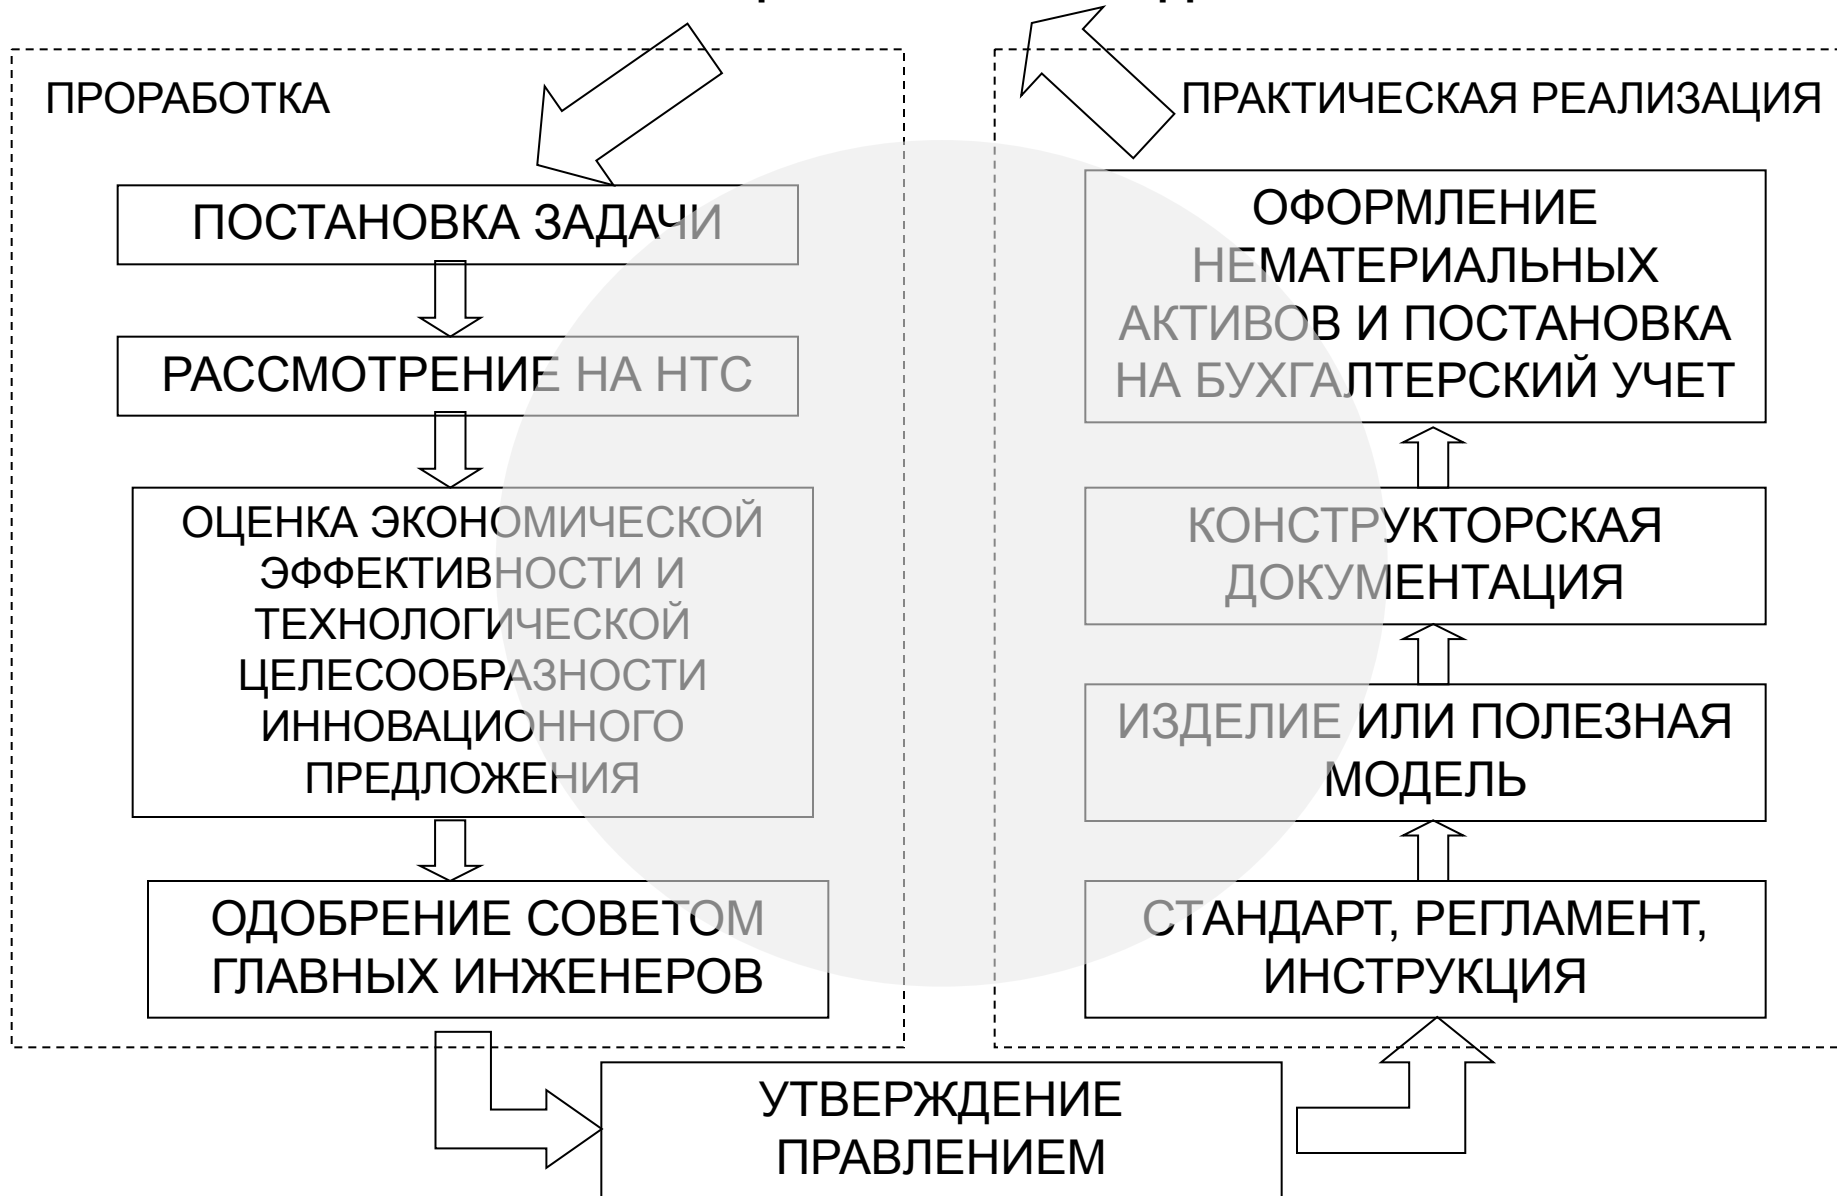 ПРОРАБОТКА
ПОСТАНОВКА ЗАДАЧИ
РАССМОТРЕНИЕ НА НТС
ОЦЕНКА ЭКОНОМИЧЕСКОЙ
ЭФФЕКТИВНОСТИ И
ТЕХНОЛОГИЧЕСКОЙ
ЦЕЛЕСООБРАЗНОСТИ
ИННОВАЦИОННОГО
ПРЕДЛОЖЕНИЯ
ОДОБРЕНИЕ СОВЕТОМ
ГЛАВНЫХ ИНЖЕНЕРОВ
УТВЕРЖДЕНИЕ
ПРАВЛЕНИЕМ
ПРАКТИЧЕСКАЯ РЕАЛИЗАЦИЯ
ОФОРМЛЕНИЕ
НЕМАТЕРИАЛЬНЫХ
АКТИВОВ И ПОСТАНОВКА
НА БУХГАЛТЕРСКИЙ УЧЕТ
КОНСТРУКТОРСКАЯ
ДОКУМЕНТАЦИЯ
ИЗДЕЛИЕ ИЛИ ПОЛЕЗНАЯ
МОДЕЛЬ
СТАНДАРТ, РЕГЛАМЕНТ,
ИНСТРУКЦИЯ